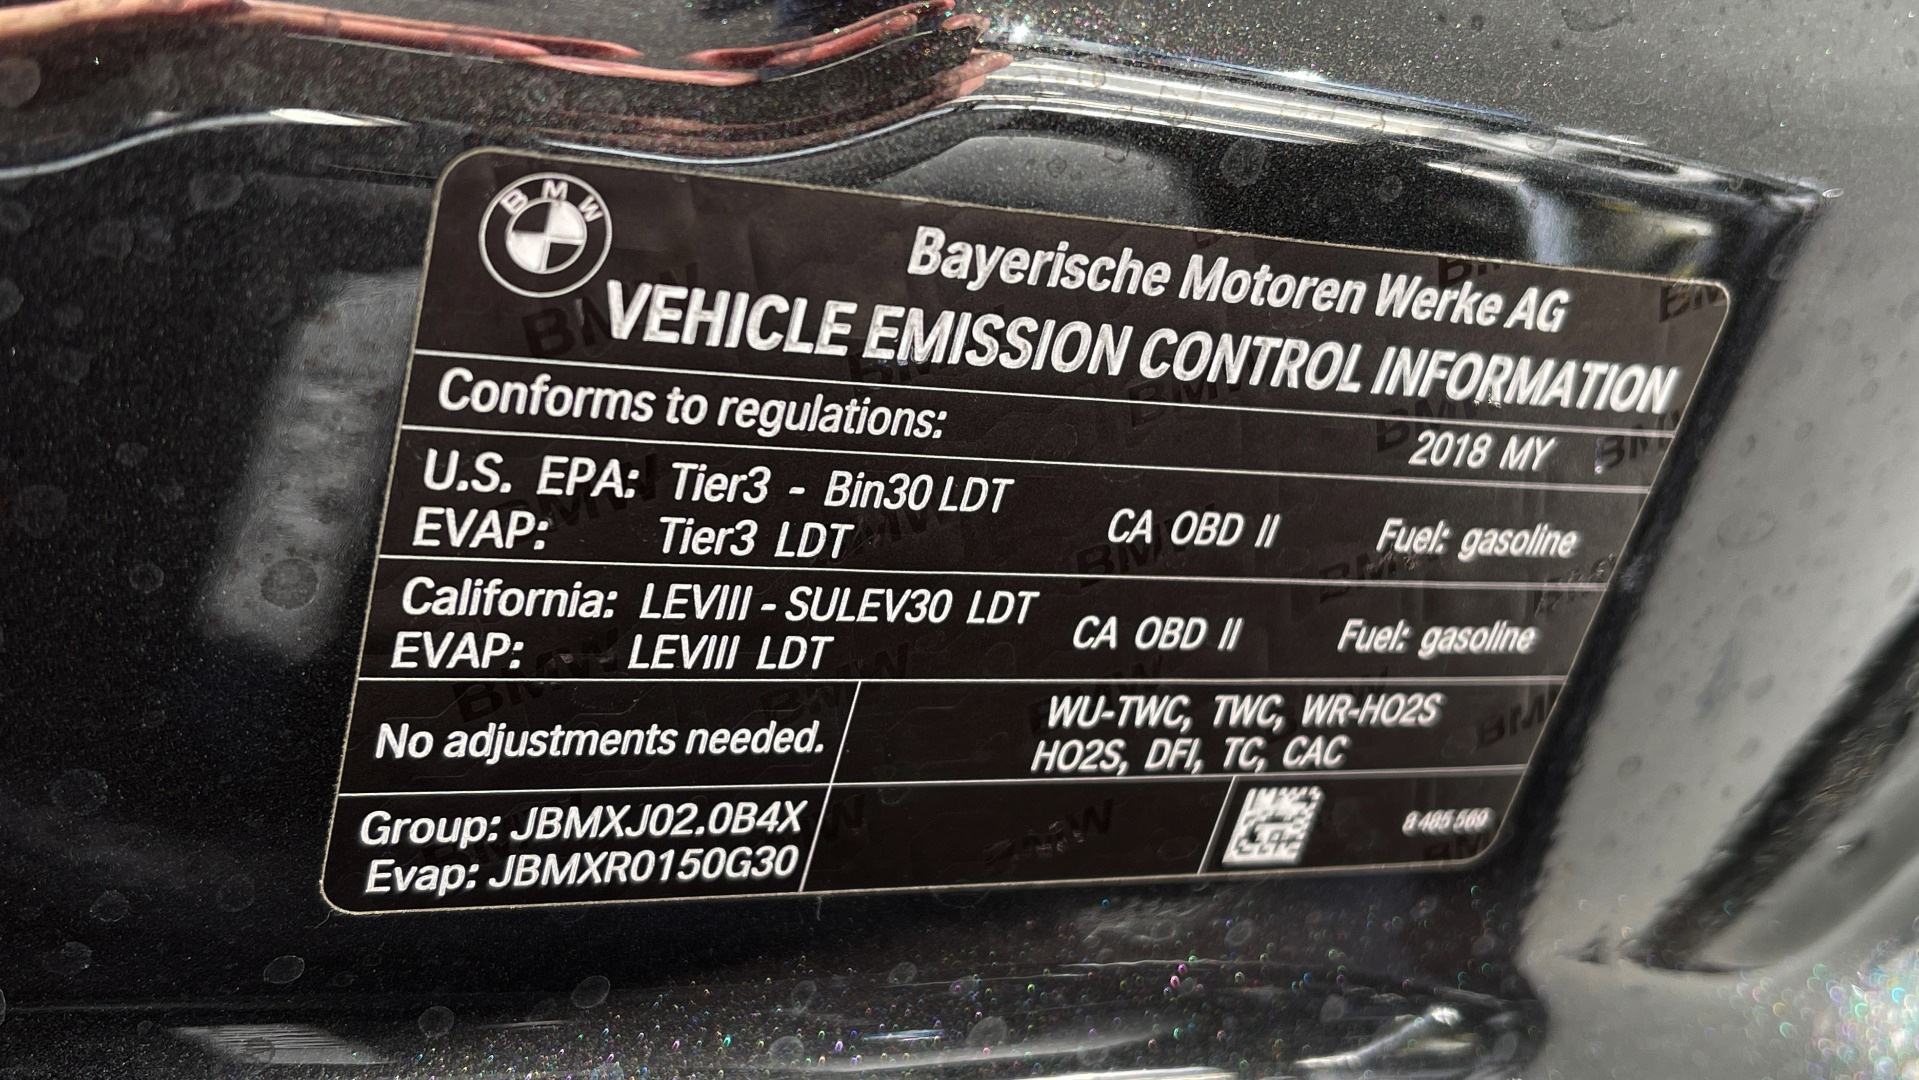 BMW
Bayerische Motoren Werke AG
VEHICLE EMISSION CONTROL INFORMATION
Conforms to regulations:
2018 MY
U.S. EPA: Tier3 - Bin30 LDT
EVAP: Tier3 LDT
CA OBD II Fuel: gasoline
California: LEVIII - SULEV30 LDT
EVAP: LEVIII LDT
CA OBD II Fuel: gasoline
No adjustments needed.
WU-TWC, TWC, WR-HO2S
HO2S, DFI, TC, CAC
Group: JBMXJ02.0B4X
Evap: JBMXR0150G30
8 485 569